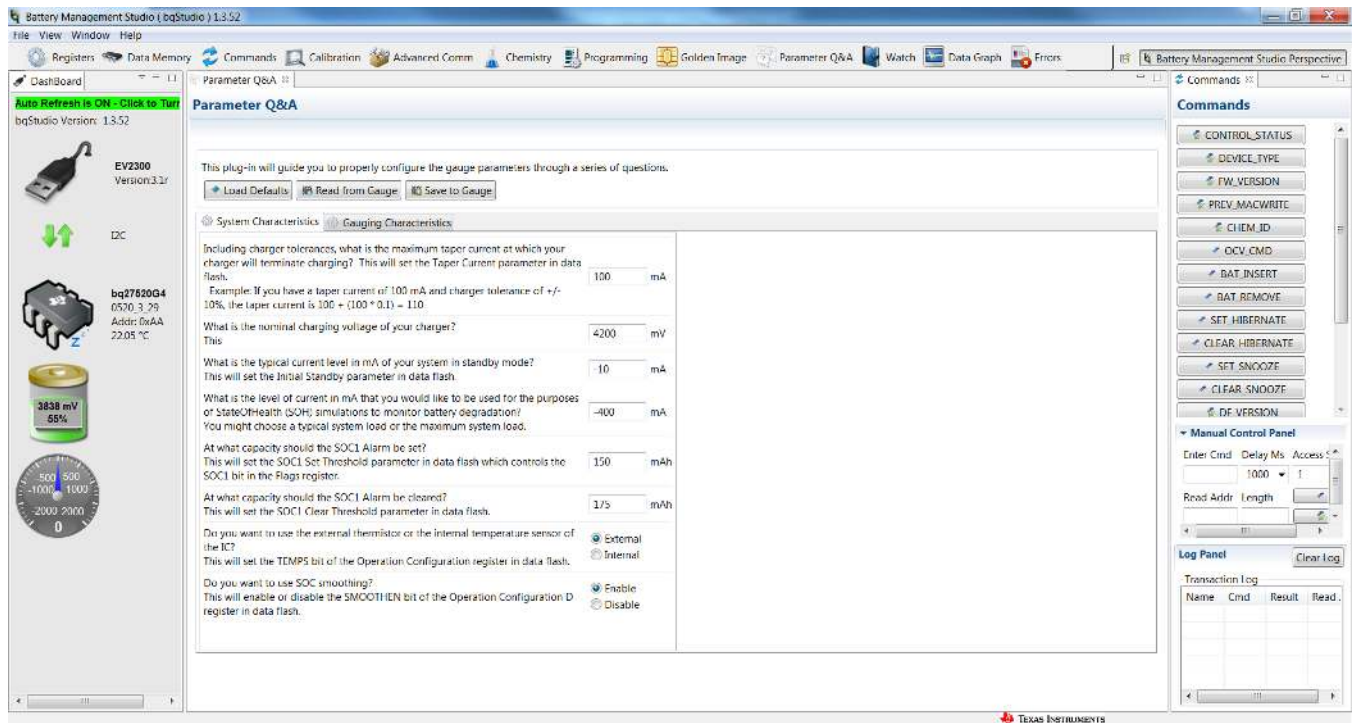 Battery Management Studio ( bqStudio ) 1.3.52
File View Window Help
Registers Data Memory Commands Calibration Advanced Comm Chemistry Programming Golden Image Parameter Q&A Watch Data Graph Errors Battery Management Studio Perspective
DashBoard
Auto Refresh is ON - Click to Turr
bqStudio Version: 1.3.52
EV2300
Version:3.1r
I2C
bq27520G4
0520_3_29
Addr: 0xAA
22.05 °C
Z
3838 mV
55%
-500 500
-1000 1000
-2000 2000
0
Parameter Q&A
Parameter Q&A
This plug-in will guide you to properly configure the gauge parameters through a series of questions.
Load Defaults Read from Gauge Save to Gauge
System Characteristics Gauging Characteristics
Including charger tolerances, what is the maximum taper current at which your
charger will terminate charging? This will set the Taper Current parameter in data
flash.
Example: If you have a taper current of 100 mA and charger tolerance of +/-
10%, the taper current is 100 + (100 * 0.1) = 110
100 mA
What is the nominal charging voltage of your charger?
This
4200 mV
What is the typical current level in mA of your system in standby mode?
This will set the Initial Standby parameter in data flash.
-10 mA
What is the level of current in mA that you would like to be used for the purposes
of StateOfHealth (SOH) simulations to monitor battery degradation?
You might choose a typical system load or the maximum system load.
-400 mA
At what capacity should the SOC1 Alarm be set?
This will set the SOC1 Set Threshold parameter in data flash which controls the
SOC1 bit in the Flags register.
150 mAh
At what capacity should the SOC1 Alarm be cleared?
This will set the SOC1 Clear Threshold parameter in data flash.
175 mAh
Do you want to use the external thermistor or the internal temperature sensor of
the IC?
This will set the TEMPS bit of the Operation Configuration register in data flash.
External
Internal
Do you want to use SOC smoothing?
This will enable or disable the SMOOTHEN bit of the Operation Configuration D
register in data flash.
Enable
Disable
Commands
Commands
CONTROL_STATUS
DEVICE_TYPE
FW_VERSION
PREV_MACWRITE
CHEM_ID
OCV_CMD
BAT_INSERT
BAT_REMOVE
SET_HIBERNATE
CLEAR_HIBERNATE
SET_SNOOZE
CLEAR_SNOOZE
DF_VERSION
Manual Control Panel
Enter Cmd Delay Ms Access S
1000 1
Read Addr Length
Log Panel Clear Log
Transaction Log
Name Cmd Result Read .
TEXAS INSTRUMENTS